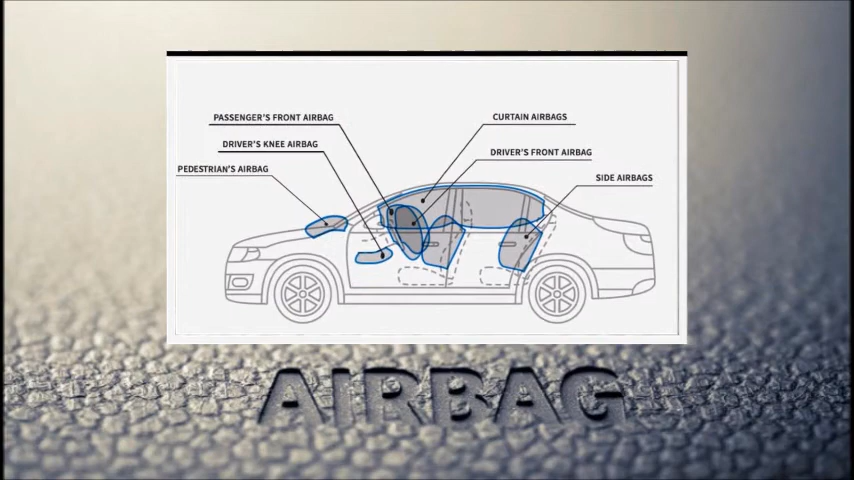 PASSENGER'S FRONT AIRBAG
CURTAIN AIRBAGS
DRIVER'S KNEE AIRBAG
DRIVER'S FRONT AIRBAG
PEDESTRIAN'S AIRBAG
SIDE AIRBAGS
AIRBAG